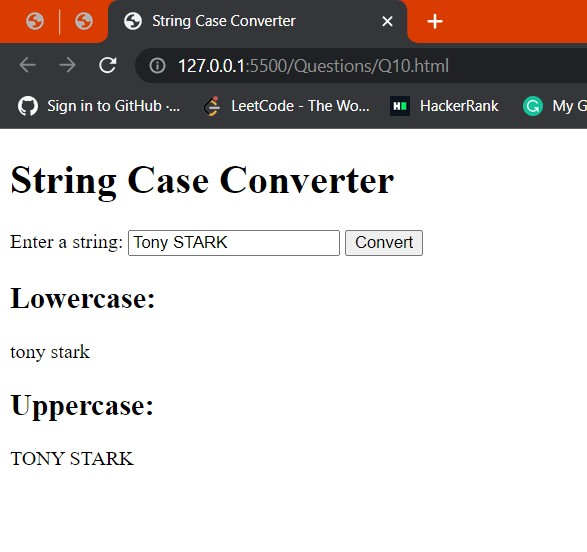 String Case Converter
127.0.0.1:5500/Questions/Q10.html
Sign in to GitHub ·... LeetCode - The Wo... H HackerRank G My G
String Case Converter
Enter a string: Tony STARK Convert
Lowercase:
tony stark
Uppercase:
TONY STARK